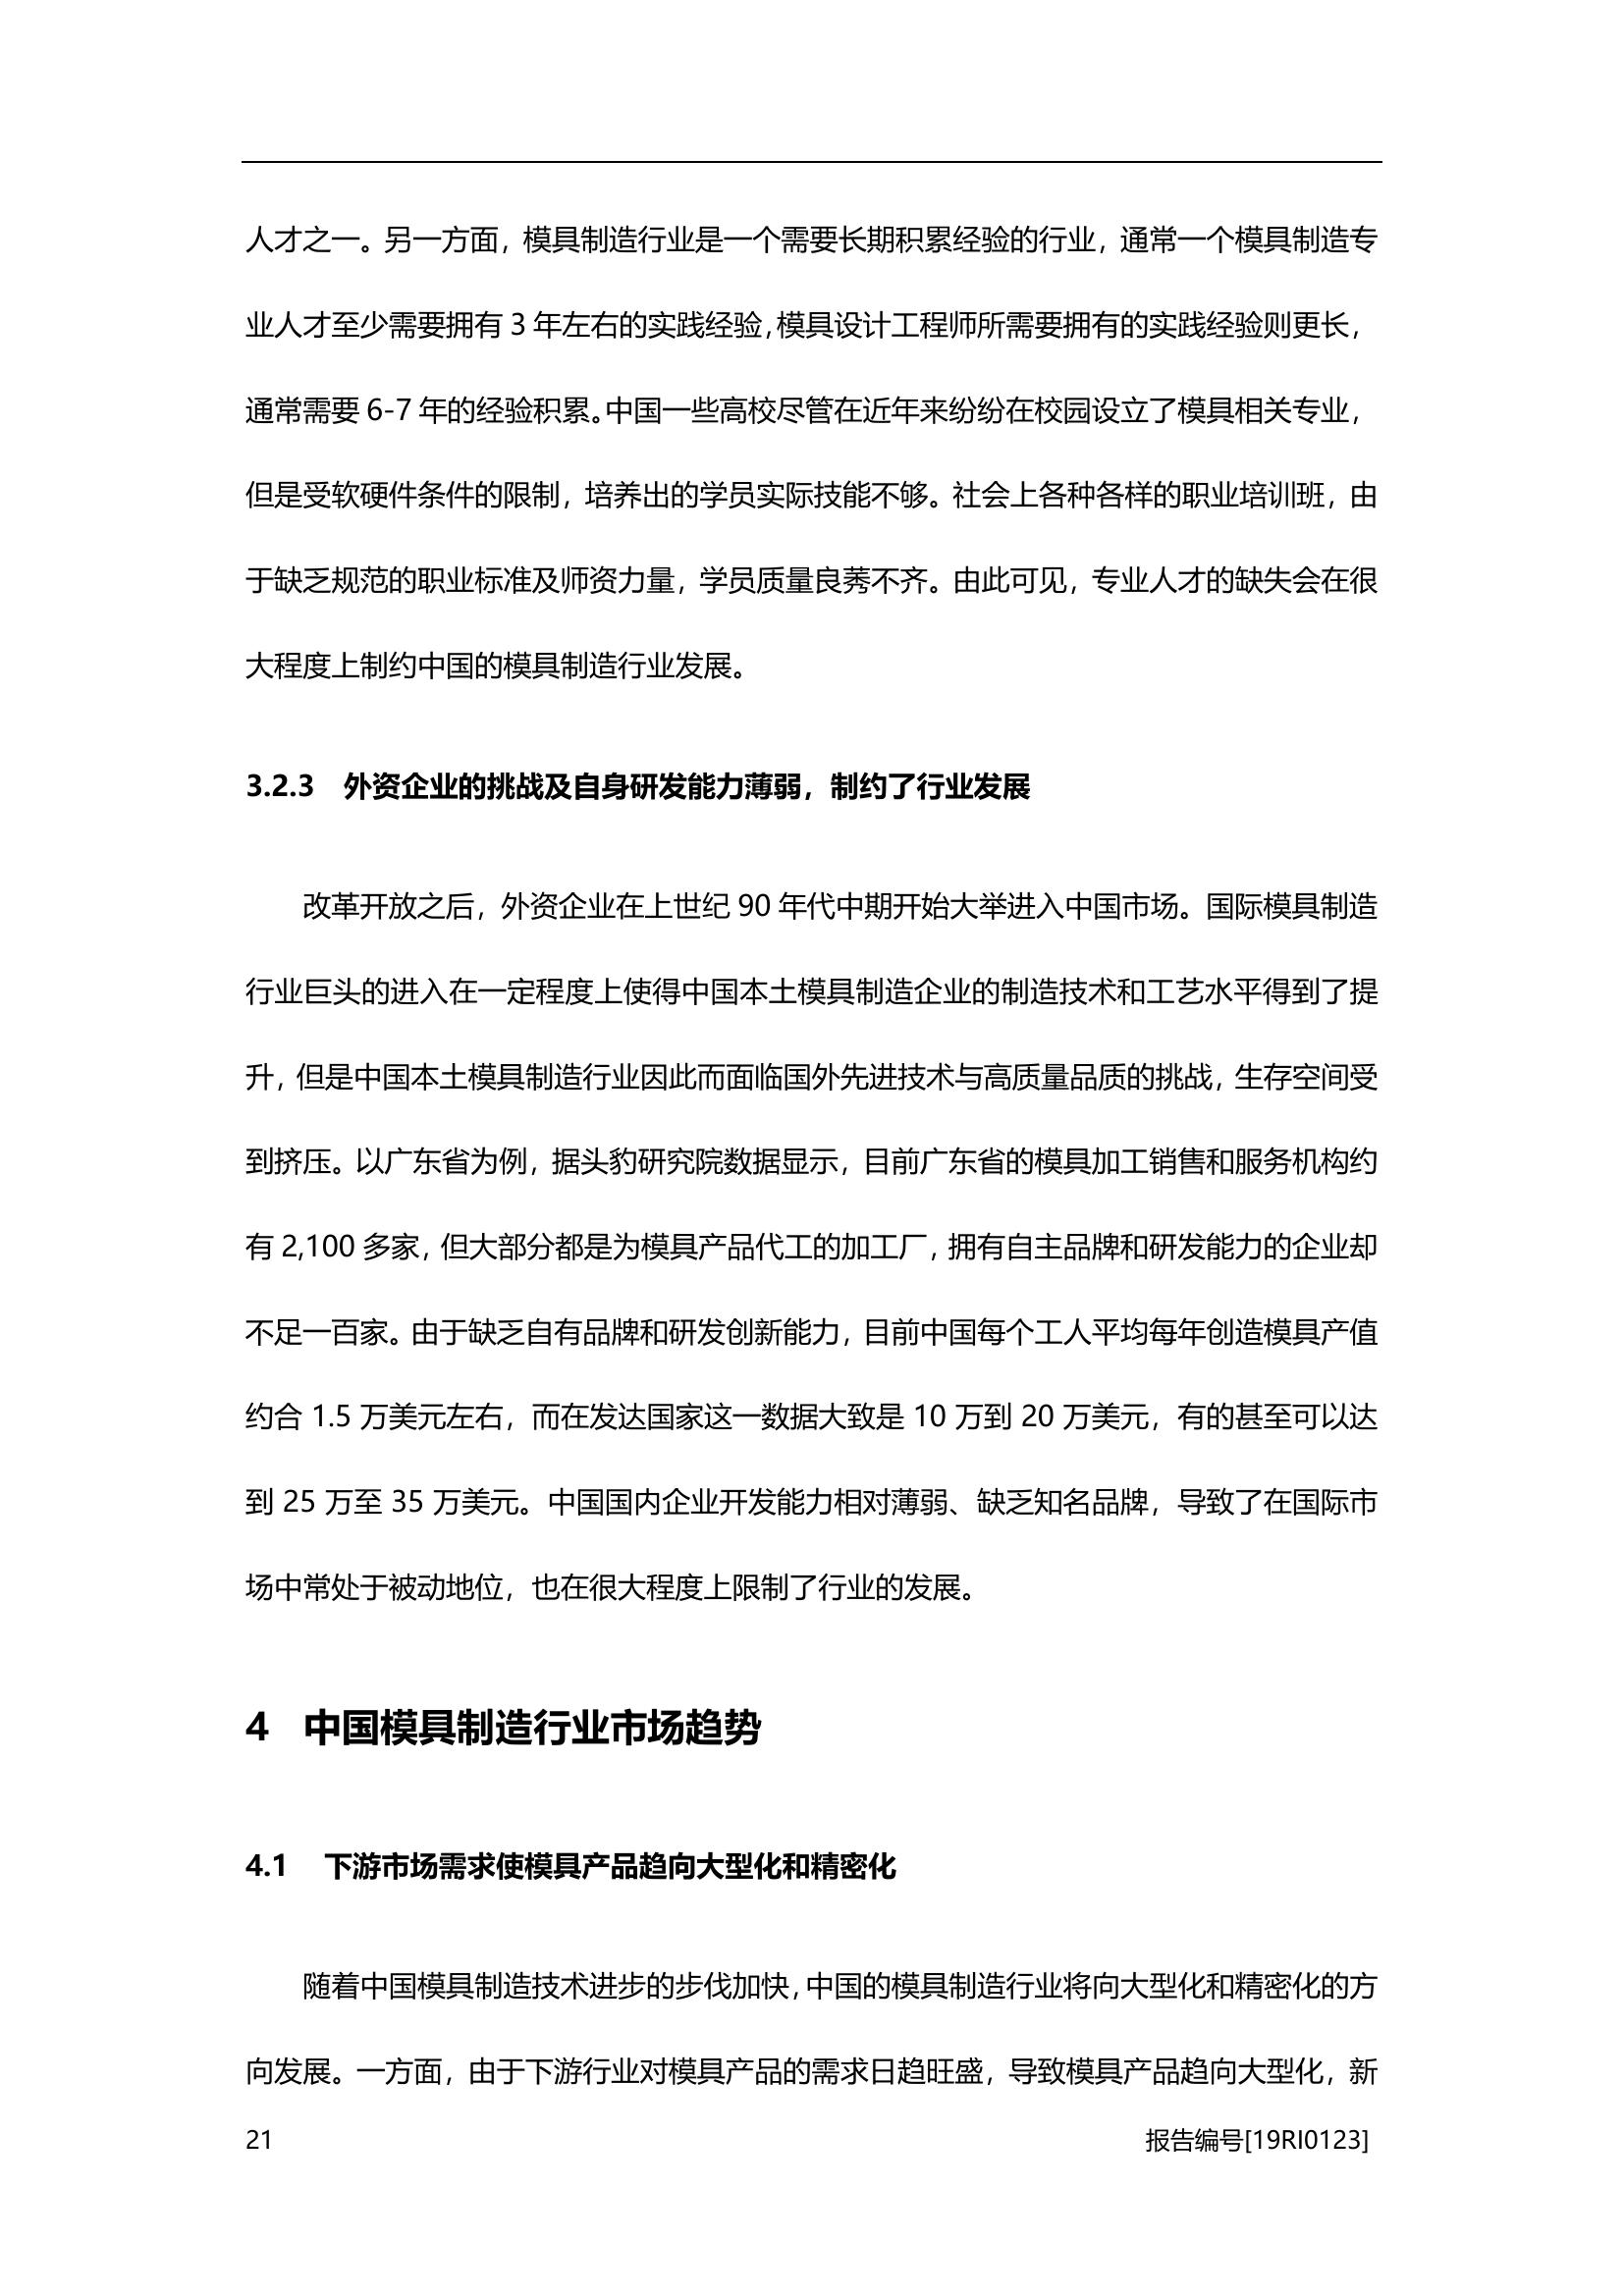 人才之一。另一方面，模具制造行业是一个需要长期积累经验的行业，通常一个模具制造专
业人才至少需要拥有 3 年左右的实践经验，模具设计工程师所需要拥有的实践经验则更长，
通常需要 6-7 年的经验积累。中国一些高校尽管在近年来纷纷在校园设立了模具相关专业，
但是受软硬件条件的限制，培养出的学员实际技能不够。社会上各种各样的职业培训班，由
于缺乏规范的职业标准及师资力量，学员质量良莠不齐。由此可见，专业人才的缺失会在很
大程度上制约中国的模具制造行业发展。
3.2.3 外资企业的挑战及自身研发能力薄弱，制约了行业发展
改革开放之后，外资企业在上世纪 90 年代中期开始大举进入中国市场。国际模具制造
行业巨头的进入在一定程度上使得中国本土模具制造企业的制造技术和工艺水平得到了提
升，但是中国本土模具制造行业因此而面临国外先进技术与高质量品质的挑战，生存空间受
到挤压。以广东省为例，据头豹研究院数据显示，目前广东省的模具加工销售和服务机构约
有 2,100 多家，但大部分都是为模具产品代工的加工厂，拥有自主品牌和研发能力的企业却
不足一百家。由于缺乏自有品牌和研发创新能力，目前中国每个工人平均每年创造模具产值
约合 1.5 万美元左右，而在发达国家这一数据大致是 10 万到 20 万美元，有的甚至可以达
到 25 万至 35 万美元。中国国内企业开发能力相对薄弱、缺乏知名品牌，导致了在国际市
场中常处于被动地位，也在很大程度上限制了行业的发展。
4 中国模具制造行业市场趋势
4.1 下游市场需求使模具产品趋向大型化和精密化
随着中国模具制造技术进步的步伐加快，中国的模具制造行业将向大型化和精密化的方
向发展。一方面，由于下游行业对模具产品的需求日趋旺盛，导致模具产品趋向大型化，新
21 报告编号[19RI0123]